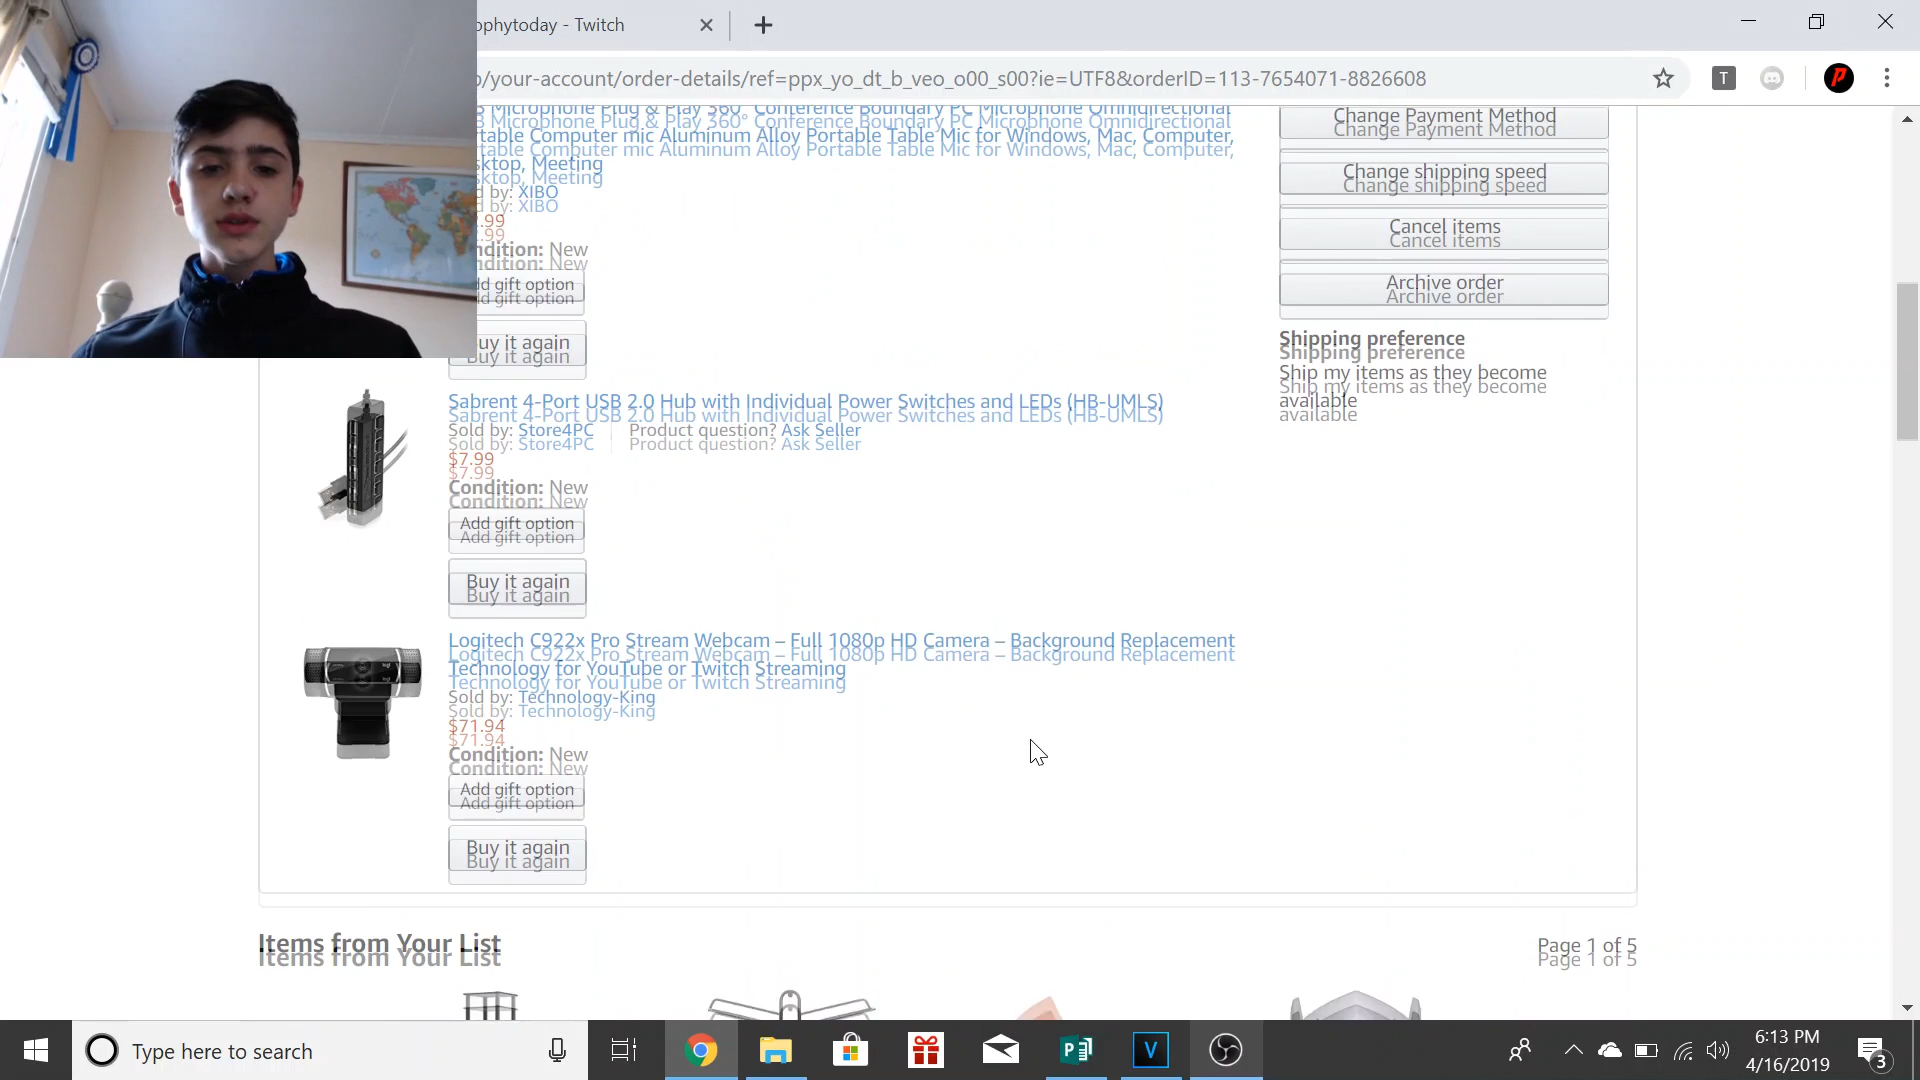 ophytoday - Twitch
/your-account/order-details/ref=ppx_yo_dt_b_veo_o00_s00?ie=UTF8&orderID=113-7654071-8826608
T
Microphone Plug & Play 360° Conference Boundary PC Microphone Omnidirectional
table Computer mic Aluminum Alloy Portable Table Mic for Windows, Mac, Computer,
sktop, Meeting
d by: XIBO
.99
ndition: New
dd gift option
uy it again
Sabrent 4-Port USB 2.0 Hub with Individual Power Switches and LEDs (HB-UMLS)
Sold by: Store4PC Product question? Ask Seller
$7.99
Condition: New
Add gift option
Buy it again
Logitech C922x Pro Stream Webcam – Full 1080p HD Camera – Background Replacement
Technology for YouTube or Twitch Streaming
Sold by: Technology-King
$71.94
Condition: New
Add gift option
Buy it again
Change Payment Method
Change shipping speed
Cancel items
Archive order
Shipping preference
Ship my items as they become
available
Items from Your List
Page 1 of 5
Type here to search
6:13 PM
4/16/2019
3